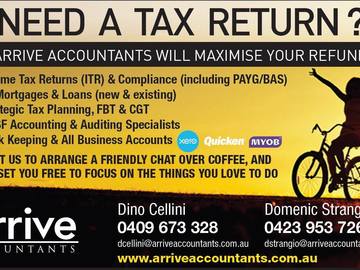 NEED A TAX RETURN?
ARRIVE ACCOUNTANTS WILL MAXIMISE YOUR REFUN
me Tax Returns (ITR) & Compliance (including PAYG/BAS)
Mortgages & Loans (new & existing)
tegic Tax Planning, FBT & CGT
F Accounting & Auditing Specialists
k Keeping & All Business Accounts xero Quicken MYOB
T US TO ARRANGE A FRIENDLY CHAT OVER COFFEE, AND
SET YOU FREE TO FOCUS ON THE THINGS YOU LOVE TO DO
rrive
OUNTANTS
Dino Cellini
0409 673 328
dcellini@arriveaccountants.com.au
Domenic Strang
0423 953 726
dstrangio@arriveaccountants.com.a
www.arriveaccountants.com.au